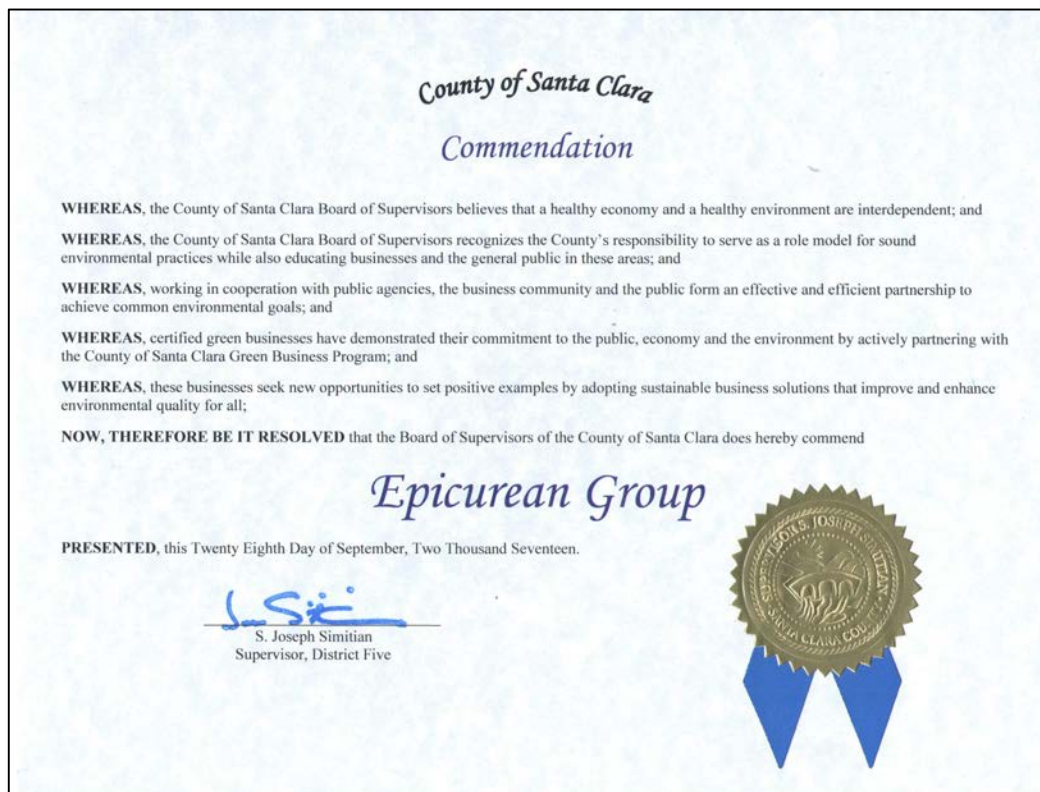 County of Santa Clara
Commendation
WHEREAS, the County of Santa Clara Board of Supervisors believes that a healthy economy and a healthy environment are interdependent; and
WHEREAS, the County of Santa Clara Board of Supervisors recognizes the County's responsibility to serve as a role model for sound
environmental practices while also educating businesses and the general public in these areas; and
WHEREAS, working in cooperation with public agencies, the business community and the public form an effective and efficient partnership to
achieve common environmental goals; and
WHEREAS, certified green businesses have demonstrated their commitment to the public, economy and the environment by actively partnering with
the County of Santa Clara Green Business Program; and
WHEREAS, these businesses seek new opportunities to set positive examples by adopting sustainable business solutions that improve and enhance
environmental quality for all;
NOW, THEREFORE BE IT RESOLVED that the Board of Supervisors of the County of Santa Clara does hereby commend
Epicurean Group
PRESENTED, this Twenty Eighth Day of September, Two Thousand Seventeen.
S. Joseph Simitian
Supervisor, District Five
SUPERVISOR S. JOSEPH SIMITIAN
SANTA CLARA COUNTY